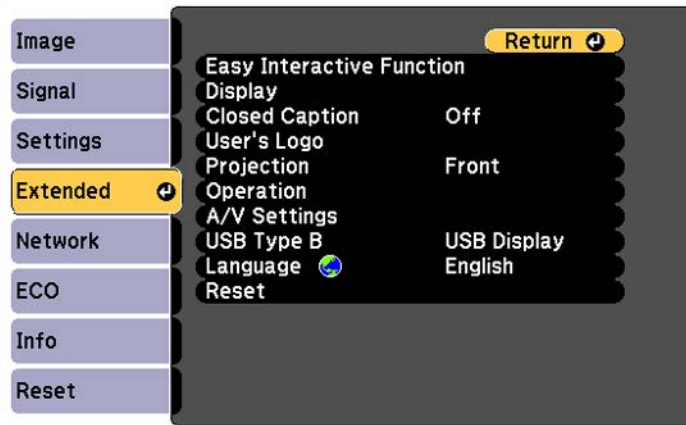 Image
Signal
Settings
Extended
Network
ECO
Info
Reset
Return
Easy Interactive Function
Display
Closed Caption Off
User's Logo
Projection Front
Operation
A/V Settings
USB Type B USB Display
Language English
Reset